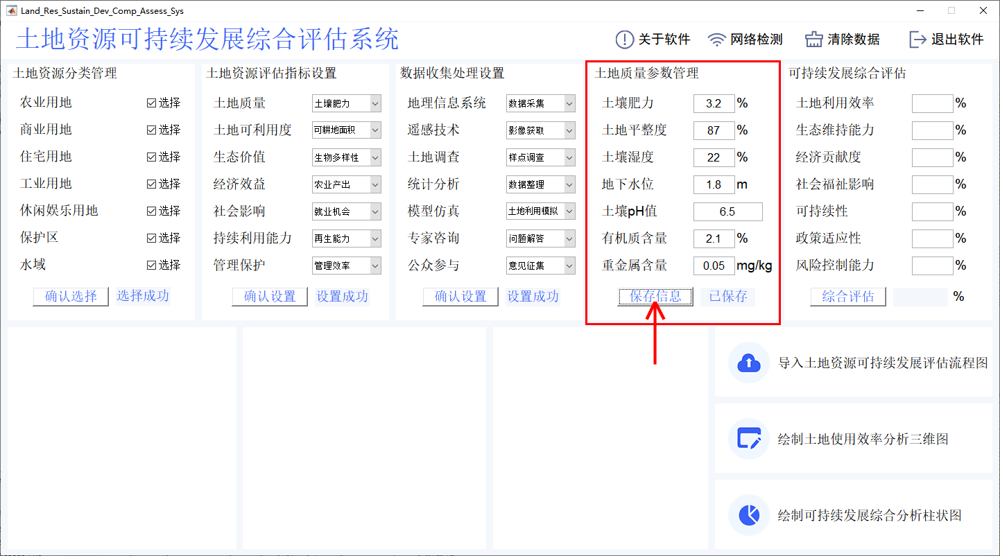 Land_Res_Sustain_Dev_Comp_Assess_Sys
土地资源可持续发展综合评估系统
关于软件
网络检测
清除数据
退出软件
土地资源分类管理
农业用地 选择
商业用地 选择
住宅用地 选择
工业用地 选择
休闲娱乐用地 选择
保护区 选择
水域 选择
确认选择 选择成功
土地资源评估指标设置
土地质量 土壤肥力
土地可利用度 可耕地面积
生态价值 生物多样性
经济效益 农业产出
社会影响 就业机会
持续利用能力 再生能力
管理保护 管理效率
确认设置 设置成功
数据收集处理设置
地理信息系统 数据采集
遥感技术 影像获取
土地调查 样点调查
统计分析 数据整理
模型仿真 土地利用模拟
专家咨询 问题解答
公众参与 意见征集
确认设置 设置成功
土地质量参数管理
土壤肥力 3.2 %
土地平整度 87 %
土壤湿度 22 %
地下水位 1.8 m
土壤pH值 6.5
有机质含量 2.1 %
重金属含量 0.05 mg/kg
保存信息 已保存
可持续发展综合评估
土地利用效率 %
生态维持能力 %
经济贡献度 %
社会福祉影响 %
可持续性 %
政策适应性 %
风险控制能力 %
综合评估 %
导入土地资源可持续发展评估流程图
绘制土地使用效率分析三维图
绘制可持续发展综合分析柱状图